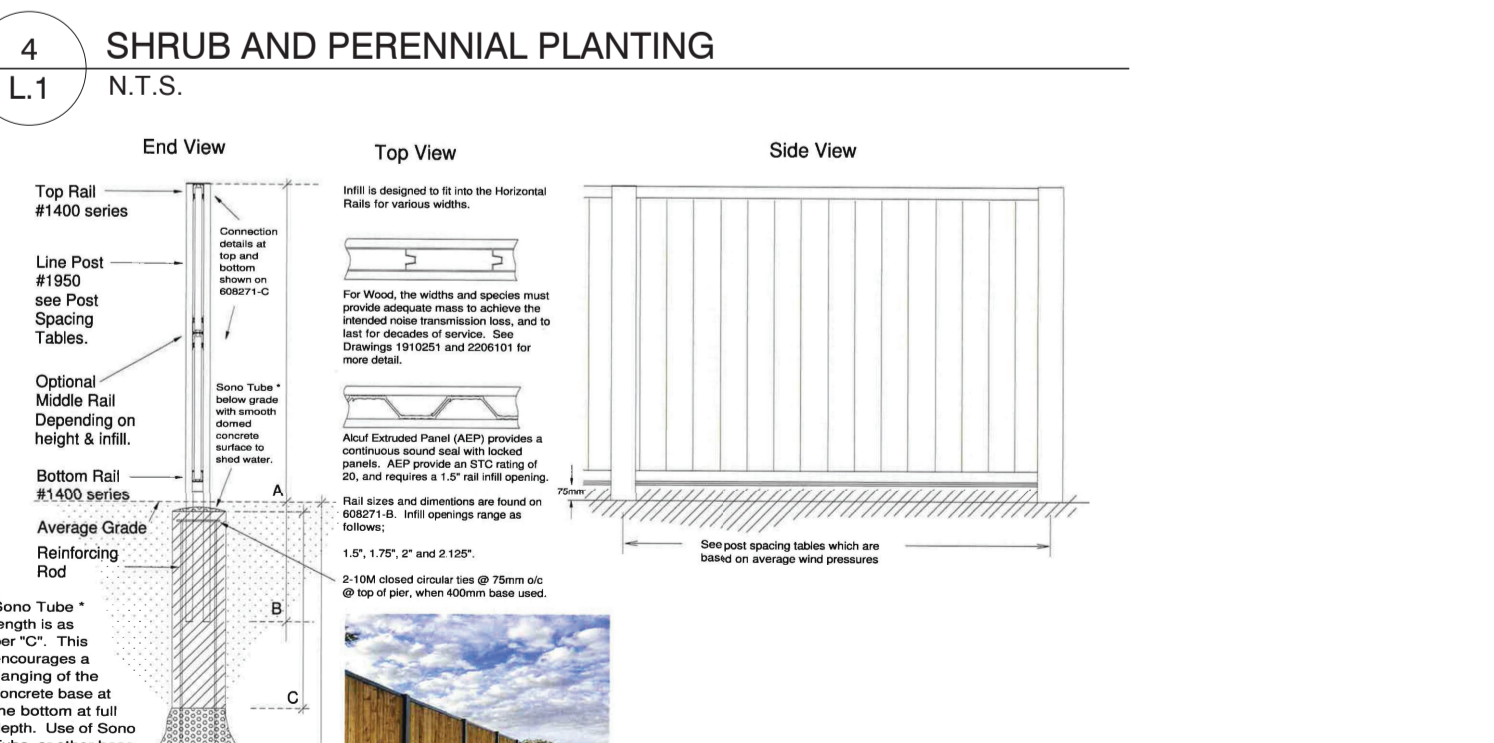 4
L.1
SHRUB AND PERENNIAL PLANTING
N.T.S.
End View
Top Rail
#1400 series
Line Post
#1950
see Post
Spacing
Tables.
Optional
Middle Rail
Depending on
height & infill.
Bottom Rail
#1400 series
Average Grade
Reinforcing
Rod
Sono Tube *
length is as
per "C". This
encourages a
hanging of the
concrete base at
the bottom at full
depth. Use of Sono
Connection
details at
top and
bottom
shown on
608271-C
Sono Tube *
below grade
with smooth
domed
concrete
surface to
shed water.
A
B
C
Top View
Infill is designed to fit into the Horizontal
Rails for various widths.
For Wood, the widths and species must
provide adequate mass to achieve the
intended noise transmission loss, and to
last for decades of service. See
Drawings 1910251 and 2206101 for
more detail.
Alcuf Extruded Panel (AEP) provides a
continuous sound seal with locked
panels. AEP provide an STC rating of
20, and requires a 1.5" rail infill opening.
Rail sizes and dimentions are found on
608271-B. Infill openings range as
follows;
1.5", 1.75", 2" and 2.125".
2-10M closed circular ties @ 75mm o/c
@ top of pier, when 400mm base used.
Side View
75mm
See post spacing tables which are
based on average wind pressures